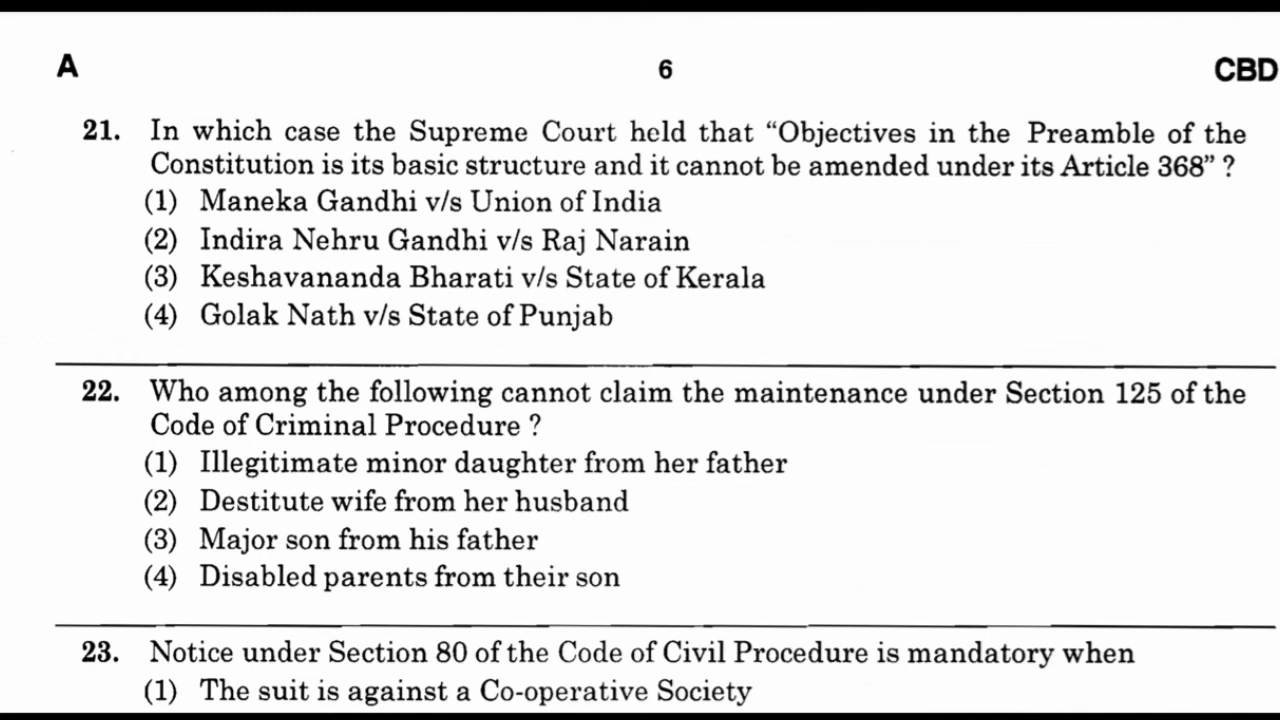 A
6
CBD
21. In which case the Supreme Court held that “Objectives in the Preamble of the
Constitution is its basic structure and it cannot be amended under its Article 368” ?
(1) Maneka Gandhi v/s Union of India
(2) Indira Nehru Gandhi v/s Raj Narain
(3) Keshavananda Bharati v/s State of Kerala
(4) Golak Nath v/s State of Punjab
22. Who among the following cannot claim the maintenance under Section 125 of the
Code of Criminal Procedure ?
(1) Illegitimate minor daughter from her father
(2) Destitute wife from her husband
(3) Major son from his father
(4) Disabled parents from their son
23. Notice under Section 80 of the Code of Civil Procedure is mandatory when
(1) The suit is against a Co-operative Society